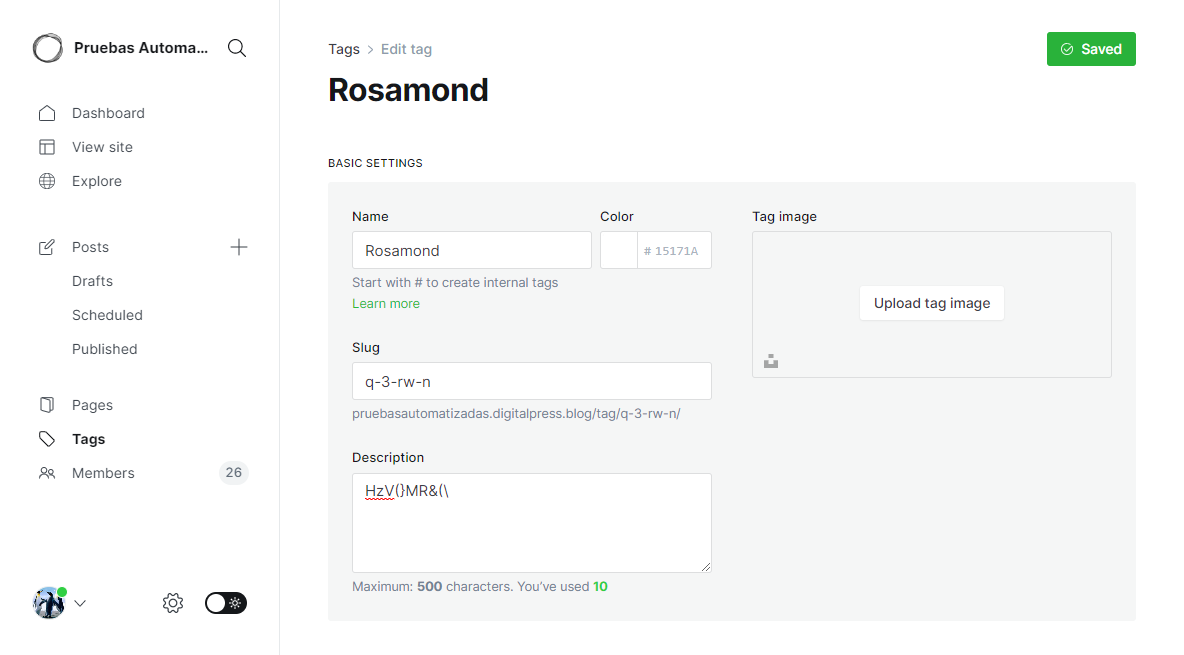 Pruebas Automa...
Dashboard
View site
Explore
Posts
Drafts
Scheduled
Published
Pages
Tags
Members 26
Tags > Edit tag
Saved
Rosamond
BASIC SETTINGS
Name
Rosamond
Color
# 15171A
Start with # to create internal tags
Learn more
Slug
q-3-rw-n
pruebasautomatizadas.digitalpress.blog/tag/q-3-rw-n/
Description
HzV(}MR&(\
Maximum: 500 characters. You've used 10
Tag image
Upload tag image